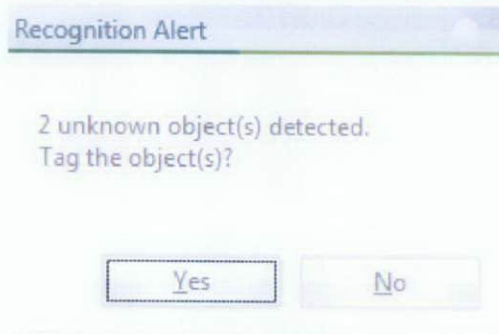 Recognition Alert
2 unknown object(s) detected.
Tag the object(s)?
Yes
No